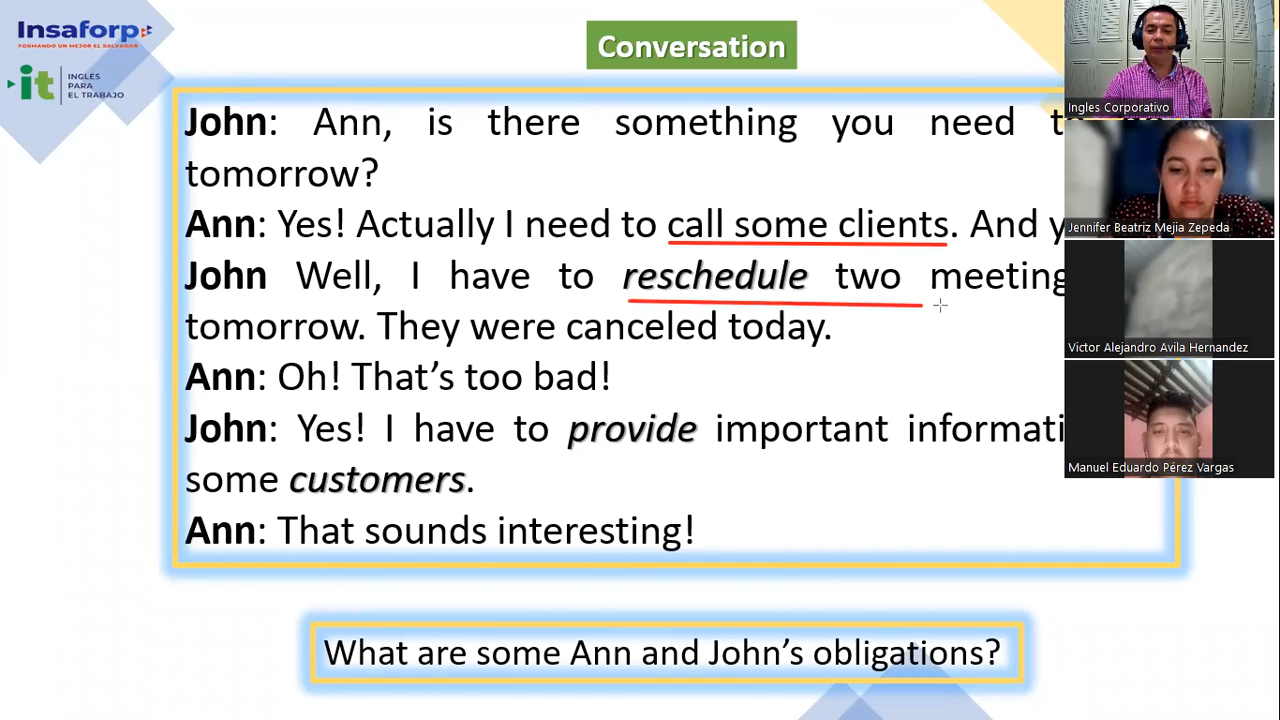 Insaforp
FORMANDO UN MEJOR EL SALVADOR
it INGLES
PARA
EL TRABAJO
Conversation
John: Ann, is there something you need
tomorrow?
Ann: Yes! Actually I need to call some clients. And
John Well, I have to reschedule two meeting
tomorrow. They were canceled today.
Ann: Oh! That’s too bad!
John: Yes! I have to provide important informati
some customers.
Ann: That sounds interesting!
What are some Ann and John’s obligations?
Ingles Corporativo
Jennifer Beatriz Mejia Zepeda
Victor Alejandro Avila Hernandez
Manuel Eduardo Pérez Vargas